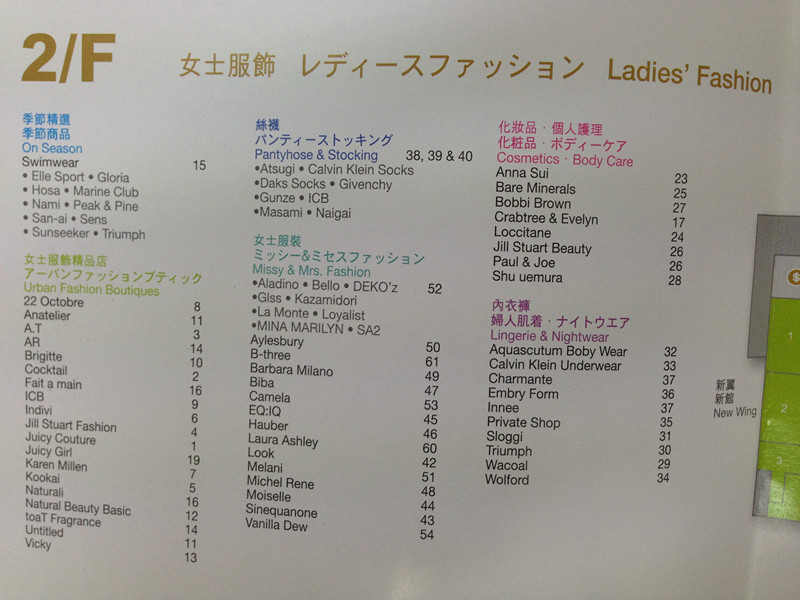 2/F 女士服飾 レディースファッション Ladies' Fashion
季節精選
季節商品
On Season
Swimwear 15
• Elle Sport • Gloria
• Hosa • Marine Club
• Nami • Peak & Pine
• San-ai • Sens
• Sunseeker • Triumph
女士服飾精品店
アーバンファッションブティック
Urban Fashion Boutiques
22 Octobre 8
Anatelier 11
A.T 3
AR 14
Brigitte 10
Cocktail 2
Fait a main 16
ICB 9
Indivi 6
Jill Stuart Fashion 4
Juicy Couture 1
Juicy Girl 19
Karen Millen 7
Kookai 5
Naturali 16
Natural Beauty Basic 12
toaT Fragrance 14
Untitled 11
Vicky 13
絲襪
パンティーストッキング
Pantyhose & Stocking 38, 39 & 40
•Atsugi • Calvin Klein Socks
•Daks Socks • Givenchy
•Gunze • ICB
•Masami • Naigai
女士服裝
ミッシー&ミセスファッション
Missy & Mrs. Fashion
•Aladino • Bello • DEKO'z 52
•Glss • Kazamidori
•La Monte • Loyalist
•MINA MARILYN • SA2
Aylesbury 50
B-three 61
Barbara Milano 49
Biba 47
Camela 53
EQ:IQ 45
Hauber 46
Laura Ashley 60
Look 42
Melani 51
Michel Rene 48
Moiselle 44
Sinequanone 43
Vanilla Dew 54
化妝品・個人護理
化粧品・ボディーケア
Cosmetics・Body Care
Anna Sui 23
Bare Minerals 25
Bobbi Brown 27
Crabtree & Evelyn 17
Loccitane 24
Jill Stuart Beauty 26
Paul & Joe 26
Shu uemura 28
內衣褲
婦人肌着・ナイトウエア
Lingerie & Nightwear
Aquascutum Boby Wear 32
Calvin Klein Underwear 33
Charmante 37
Embry Form 36
Innee 37
Private Shop 35
Sloggi 31
Triumph 30
Wacoal 29
Wolford 34
新翼
新館
New Wing
$
1
2
3